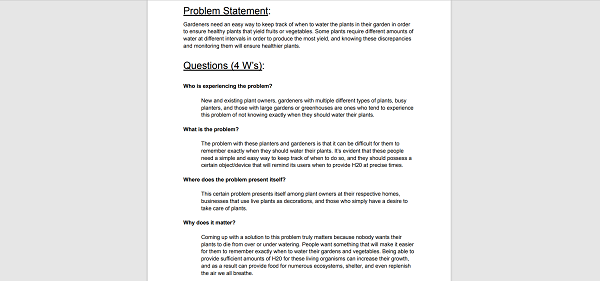 Problem Statement:
Gardeners need an easy way to keep track of when to water the plants in their garden in order
to ensure healthy plants that yield fruits or vegetables. Some plants require different amounts of
water at different intervals in order to produce the most yield, and knowing these discrepancies
and monitoring them will ensure healthier plants.
Questions (4 W's):
Who is experiencing the problem?
New and existing plant owners, gardeners with multiple different types of plants, busy
planters, and those with large gardens or greenhouses are ones who tend to experience
this problem of not knowing exactly when they should water their plants.
What is the problem?
The problem with these planters and gardeners is that it can be difficult for them to
remember exactly when they should water their plants. It's evident that these people
need a simple and easy way to keep track of when to do so, and they should possess a
certain object/device that will remind its users when to provide H20 at precise times.
Where does the problem present itself?
This certain problem presents itself among plant owners at their respective homes,
businesses that use live plants as decorations, and those who simply have a desire to
take care of plants.
Why does it matter?
Coming up with a solution to this problem truly matters because nobody wants their
plants to die from over or under watering. People want something that will make it easier
for them to remember exactly when to water their gardens and vegetables. Being able to
provide sufficient amounts of H20 for these living organisms can increase their growth,
and as a result can provide food for numerous ecosystems, shelter, and even replenish
the air we all breathe.